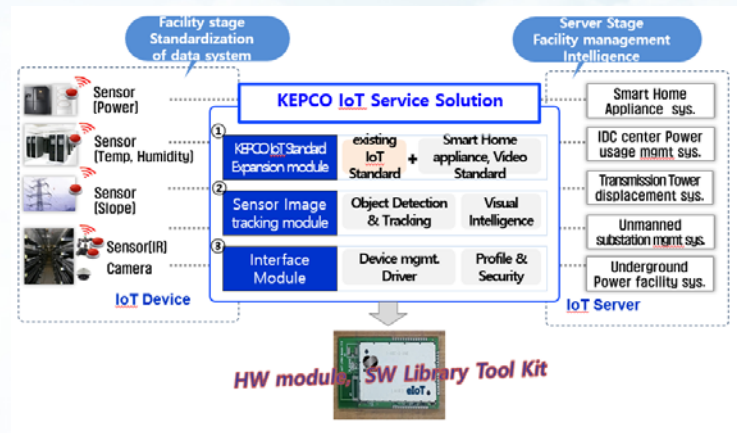 Facility stage
Standardization
of data system
Server Stage
Facility management
Intelligence
KEPCO IoT Service Solution
Sensor
(Power)
Sensor
(Temp, Humidity)
Sensor
(Slope)
Sensor(IR)
Camera
IoT Device
①
KEPCO IoT Standard
Expansion module
existing
IoT
Standard
+
Smart Home
appliance, Video
Standard
②
Sensor Image
tracking module
Object Detection
& Tracking
Visual
Intelligence
③
Interface
Module
Device mgmt.
Driver
Profile &
Security
Smart Home
Appliance sys.
IDC center Power
usage mgmt sys.
Transmission Tower
displacement sys.
Unmanned
substation mgmt sys.
Underground
Power facility sys.
IoT Server
HW module, SW Library Tool Kit
eIoT